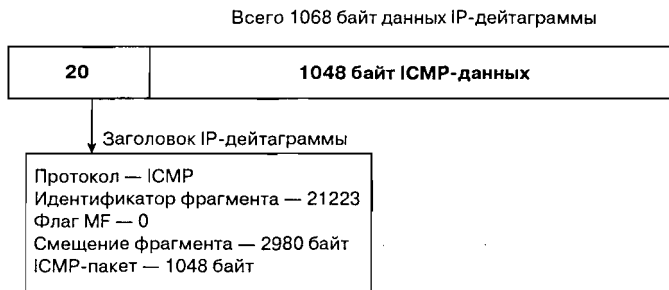 Всего 1068 байт данных IP-дейтаграммы
20
1048 байт ICMP-данных
Заголовок IP-дейтаграммы
Протокол — ICMP
Идентификатор фрагмента — 21223
Флаг MF — 0
Смещение фрагмента — 2980 байт
ICMP-пакет — 1048 байт